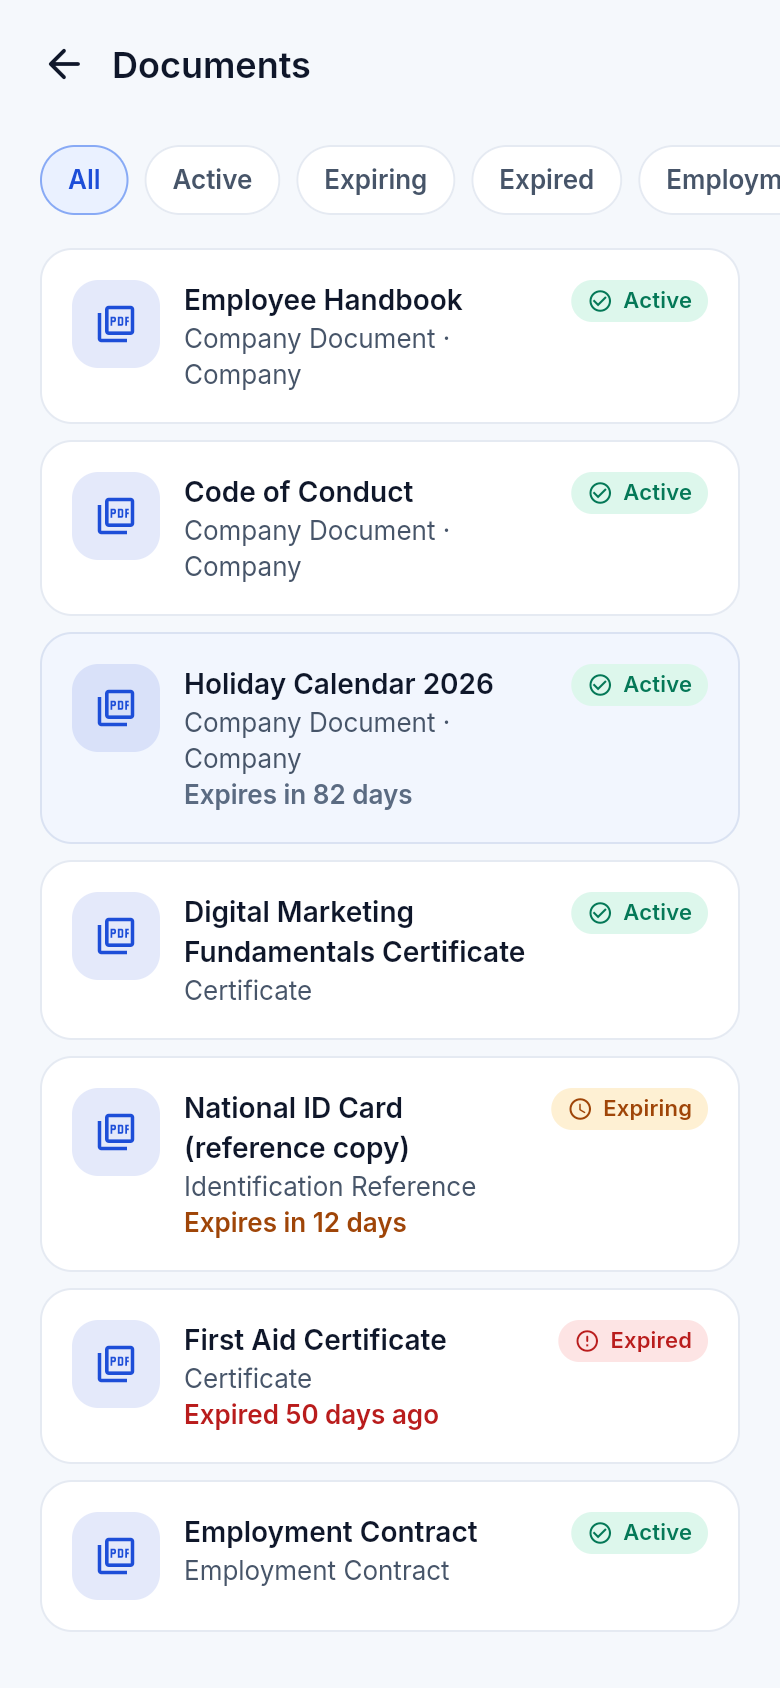 Documents
All
Active
Expiring
Expired
Employm
PDF
Employee Handbook
Active
Company Document ·
Company
PDF
Code of Conduct
Active
Company Document ·
Company
PDF
Holiday Calendar 2026
Active
Company Document ·
Company
Expires in 82 days
PDF
Digital Marketing
Active
Fundamentals Certificate
Certificate
PDF
National ID Card
Expiring
(reference copy)
Identification Reference
Expires in 12 days
PDF
First Aid Certificate
Expired
Certificate
Expired 50 days ago
PDF
Employment Contract
Active
Employment Contract